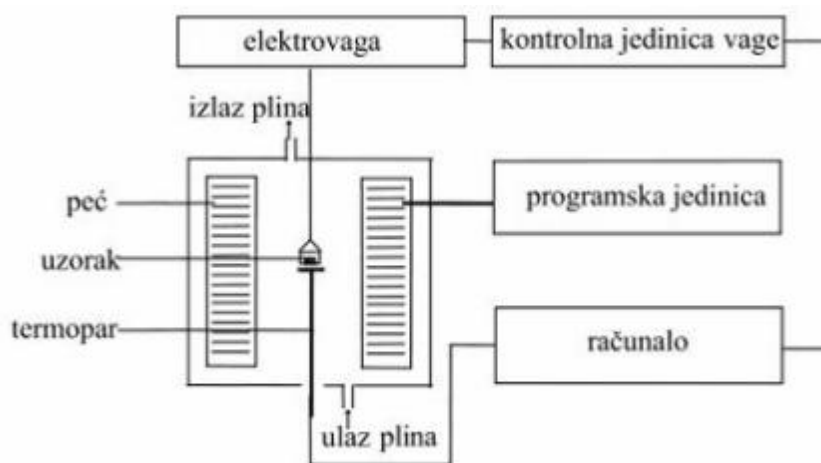 elektrovaga
kontrolna jedinica vage
izlaz plina
peć
programska jedinica
uzorak
termopar
računalo
ulaz plina